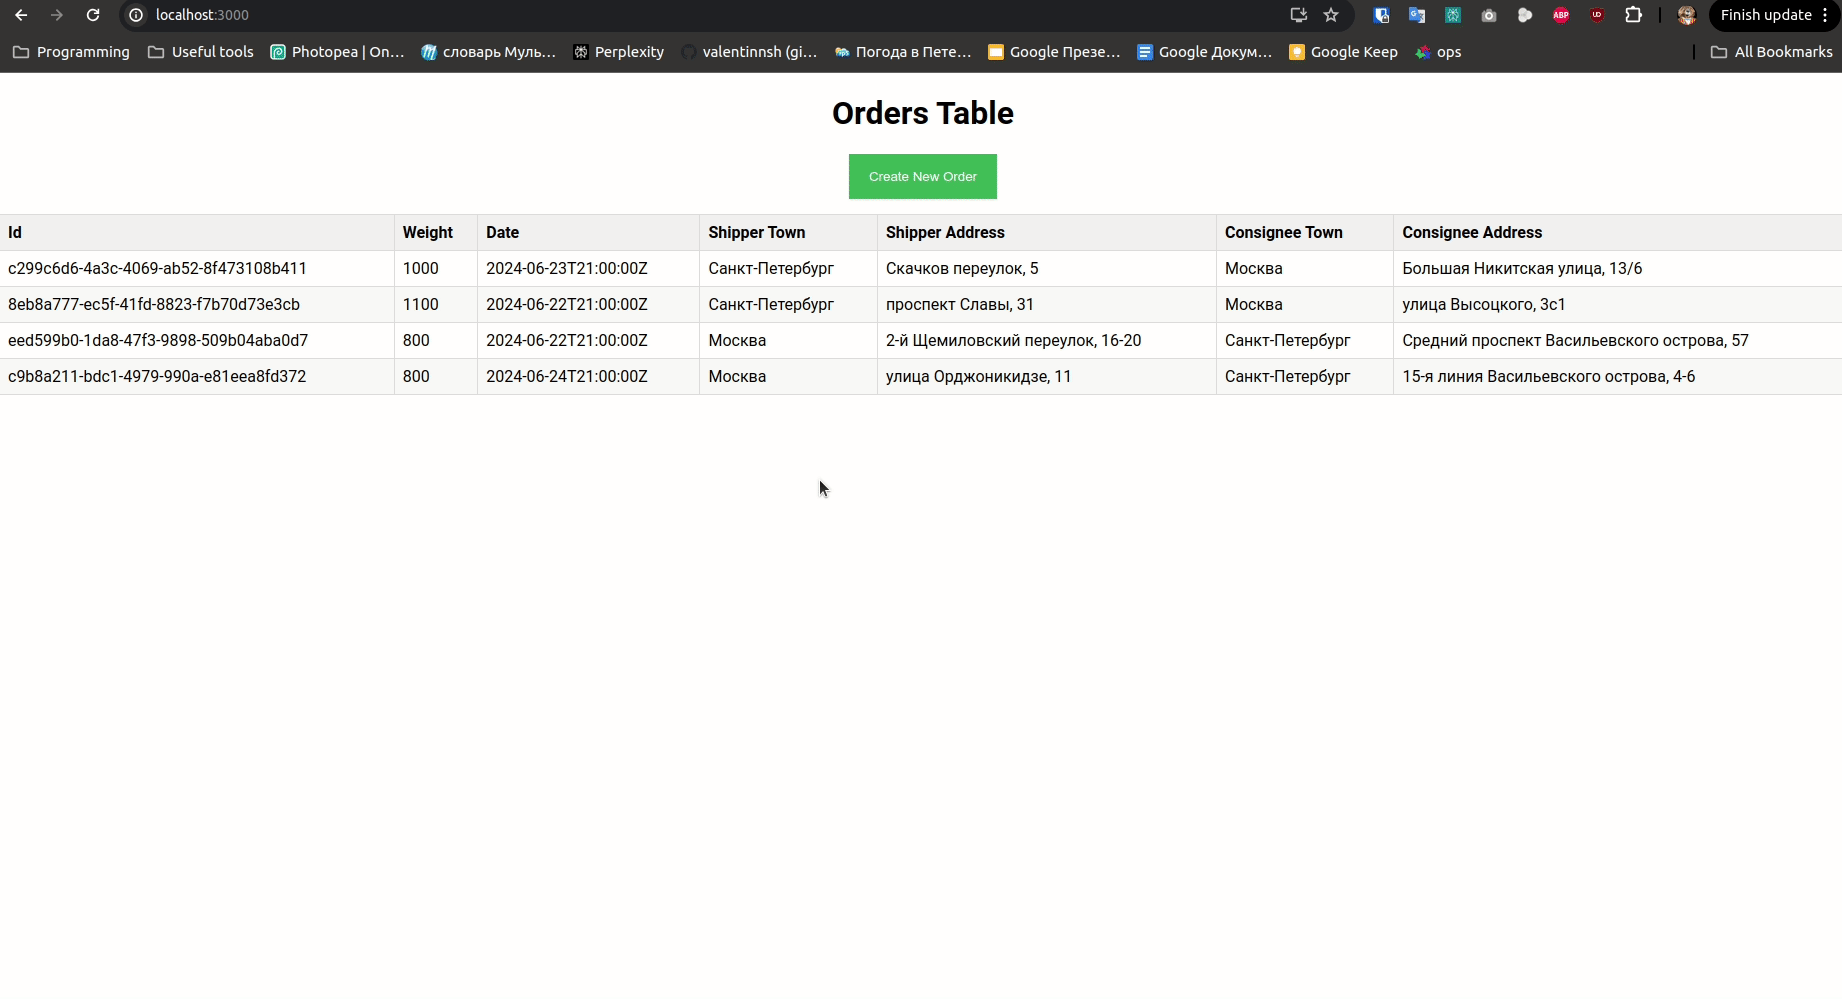 localhost:3000
Finish update
Programming Useful tools Photopea | On... словарь Муль... Perplexity valentinnsh (gi... Погода в Пете... Google Презе... Google Докум... Google Keep ops All Bookmarks
Orders Table
Create New Order
Id Weight Date Shipper Town Shipper Address Consignee Town Consignee Address
c299c6d6-4a3c-4069-ab52-8f473108b411 1000 2024-06-23T21:00:00Z Санкт-Петербург Скачков переулок, 5 Москва Большая Никитская улица, 13/6
8eb8a777-ec5f-41fd-8823-f7b70d73e3cb 1100 2024-06-22T21:00:00Z Санкт-Петербург проспект Славы, 31 Москва улица Высоцкого, 3с1
eed599b0-1da8-47f3-9898-509b04aba0d7 800 2024-06-22T21:00:00Z Москва 2-й Щемиловский переулок, 16-20 Санкт-Петербург Средний проспект Васильевского острова, 57
c9b8a211-bdc1-4979-990a-e81eea8fd372 800 2024-06-24T21:00:00Z Москва улица Орджоникидзе, 11 Санкт-Петербург 15-я линия Васильевского острова, 4-6